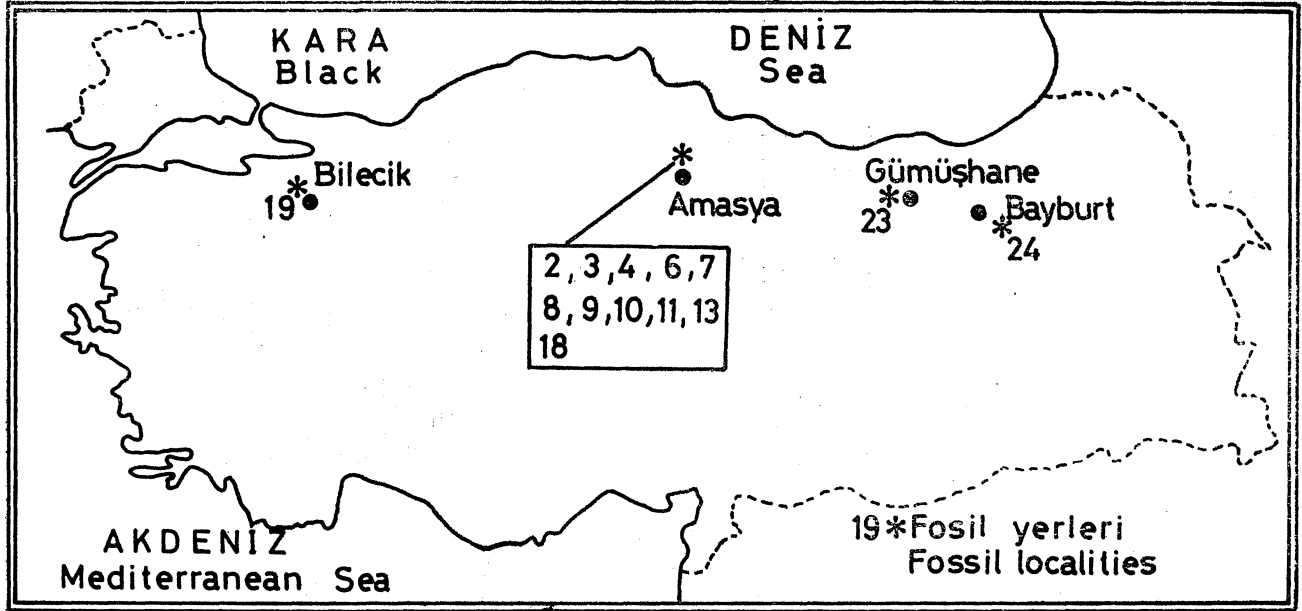 KARA
Black
DENİZ
Sea
Bilecik
19*
Amasya
Gümüşhane
23*
Bayburt
*24
2, 3, 4, 6, 7
8, 9, 10, 11, 13
18
AKDENİZ
Mediterranean Sea
19*Fosil yerleri
Fossil localities